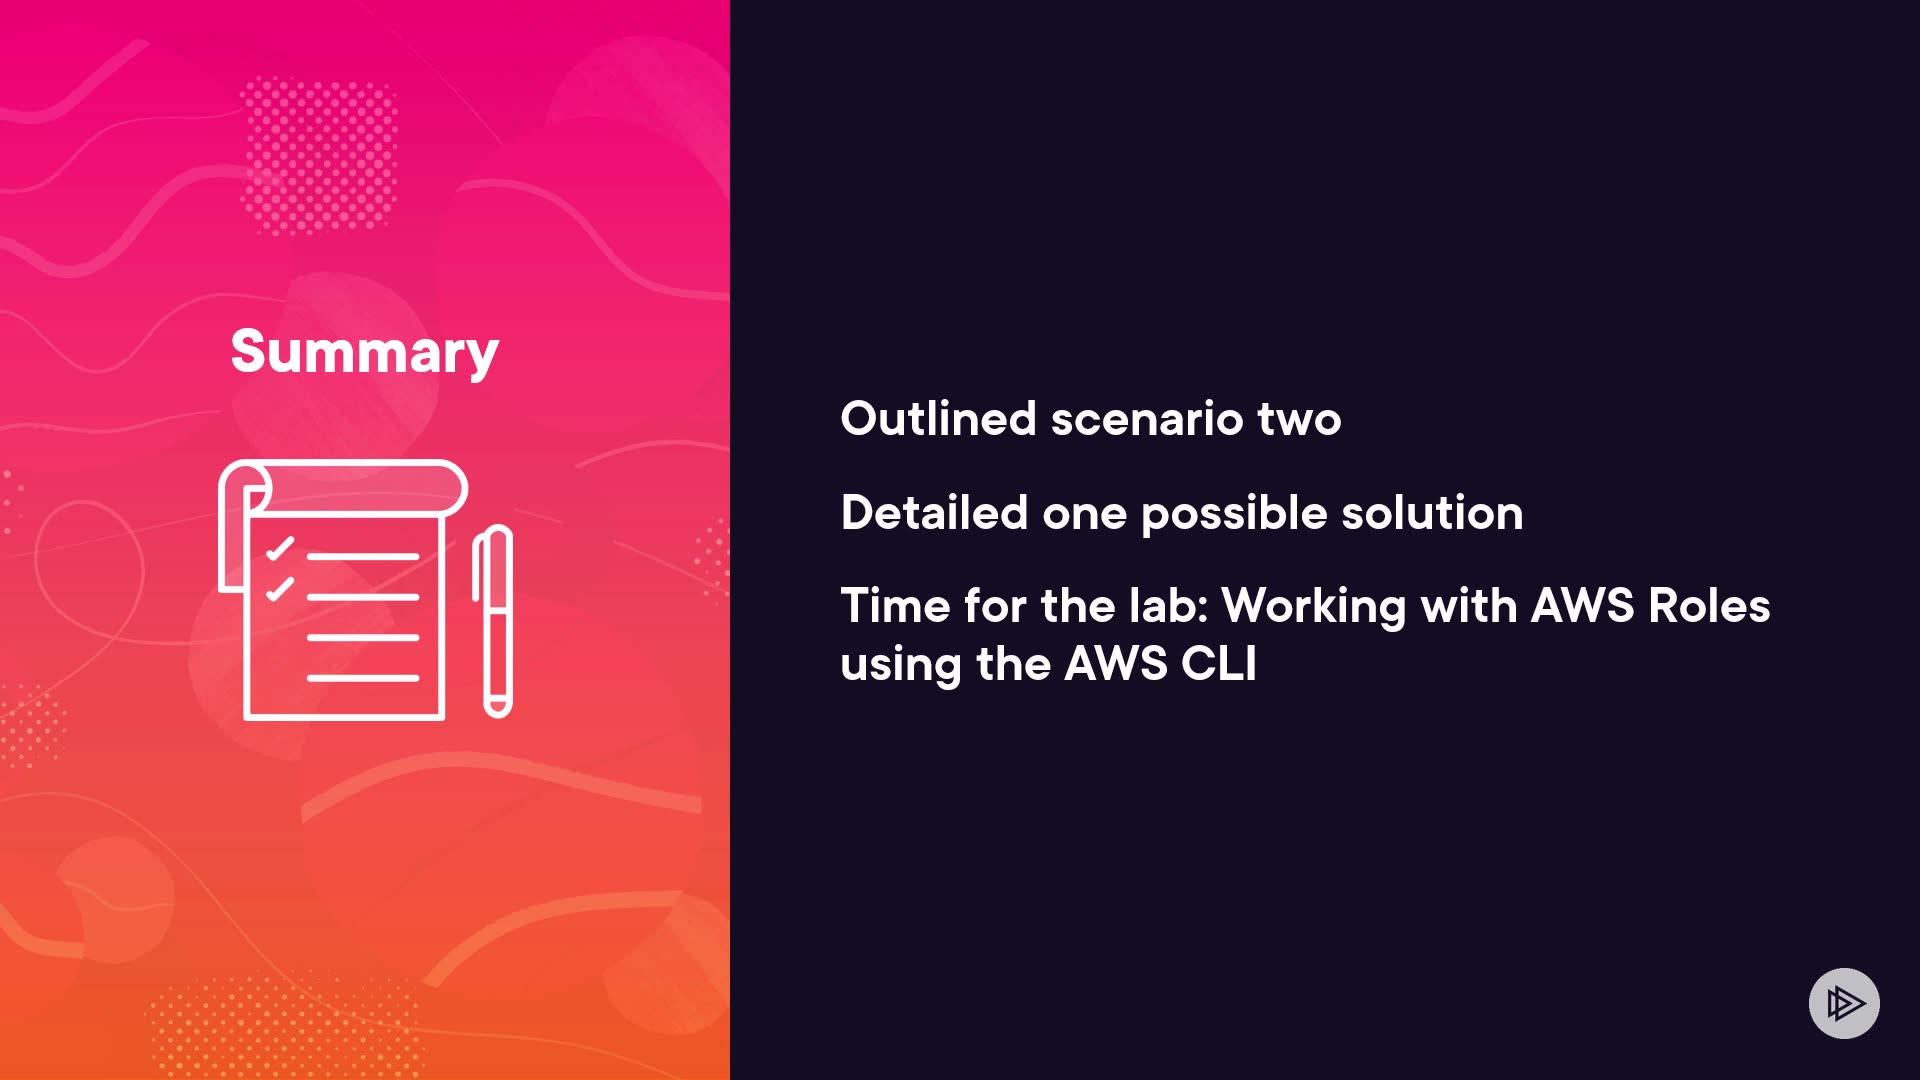 Summary
Outlined scenario two
Detailed one possible solution
Time for the lab: Working with AWS Roles
using the AWS CLI